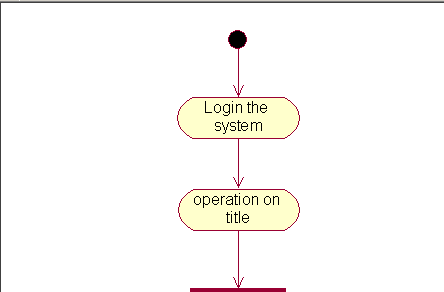 Login the
system
operation on
title